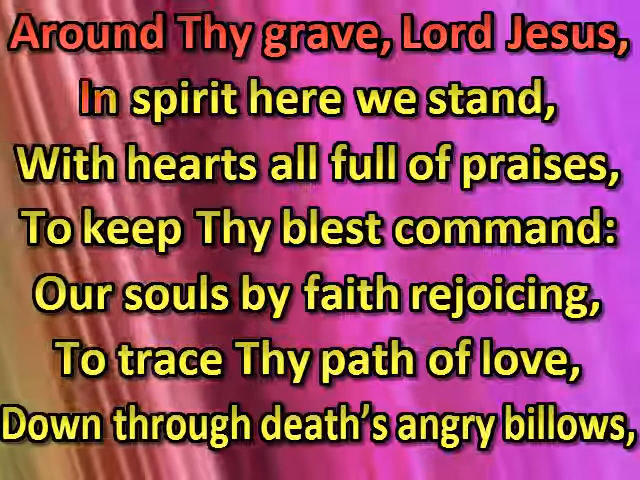 Around Thy grave, Lord Jesus,
In spirit here we stand,
With hearts all full of praises,
To keep Thy blest command:
Our souls by faith rejoicing,
To trace Thy path of love,
Down through death’s angry billows,